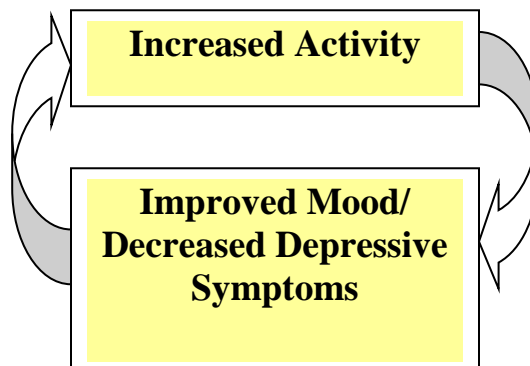 Increased Activity
Improved Mood/
Decreased Depressive
Symptoms